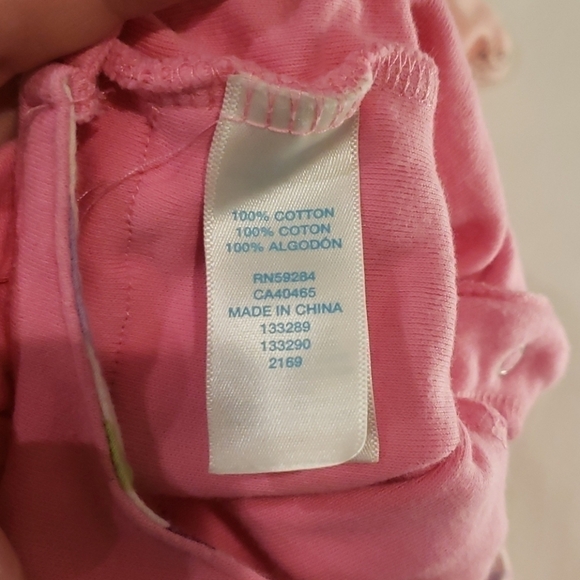 100% COTTON
100% COTON
100% ALGODÓN
RN59284
CA40465
MADE IN CHINA
133289
133290
2169